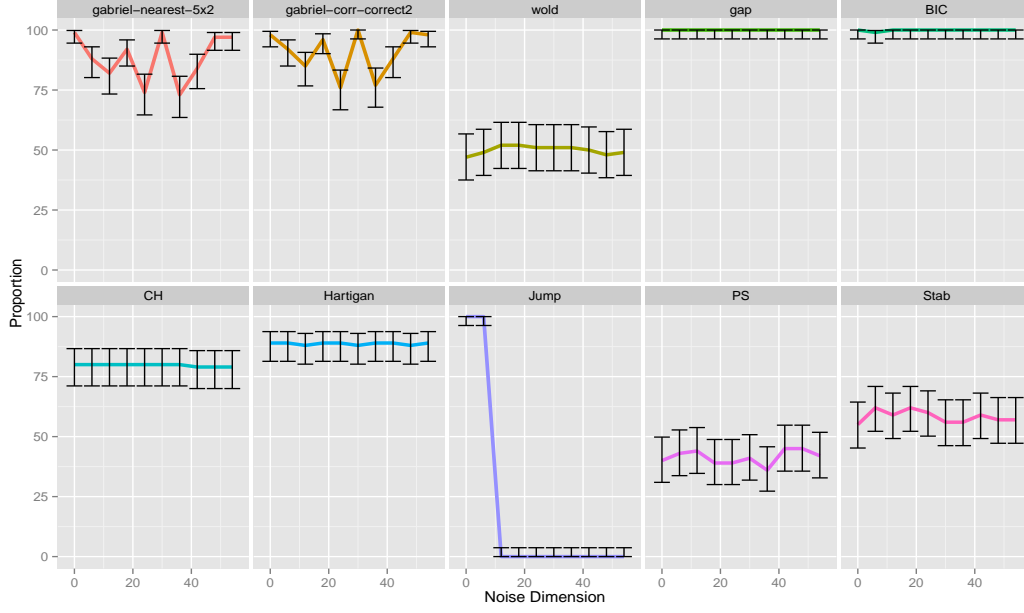 gabriel−nearest−5x2 gabriel−corr−correct2 wold gap BIC
100
75
50
25
0
Proportion
CH Hartigan Jump PS Stab
100
75
50
25
0
0 20 40 0 20 40 0 20 40 0 20 40 0 20 40
Noise Dimension